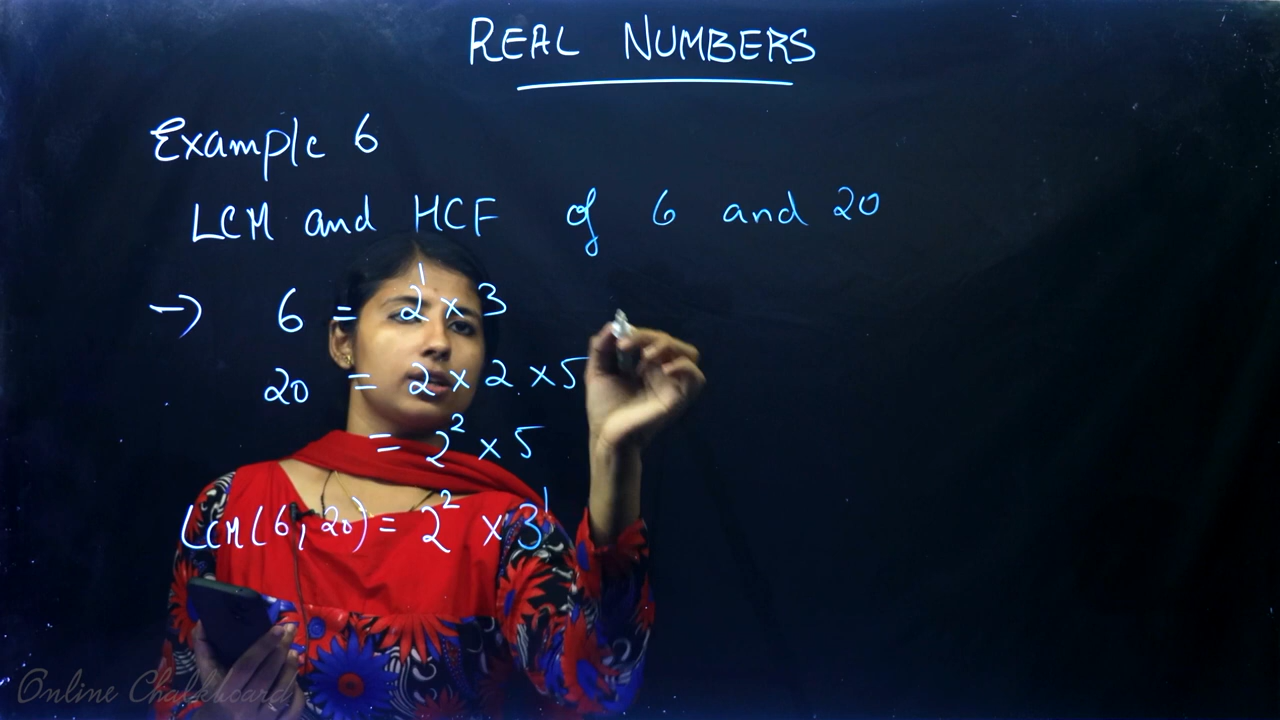 REAL NUMBERS
Example 6
LCM and HCF of 6 and 20
→ 6 = 2¹ × 3
20 = 2 × 2 × 5
= 2² × 5
LCM(6, 20) = 2² × 3¹
Online Chalkboard